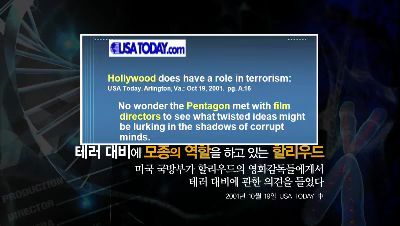 USA TODAY.com
Hollywood does have a role in terrorism:
USA Today. Arlington, Va.: Oct 19, 2001. pg. A.16
No wonder the Pentagon met with film
directors to see what twisted ideas might
be lurking in the shadows of corrupt
minds.
테러 대비에 모종의 역할을 하고 있는 할리우드
미국 국방부가 할리우드의 영화감독들에게서
테러 대비에 관한 의견을 들었다
2001년 10월 19일 USA TODAY 中
PRODUCTION
DIRECTOR